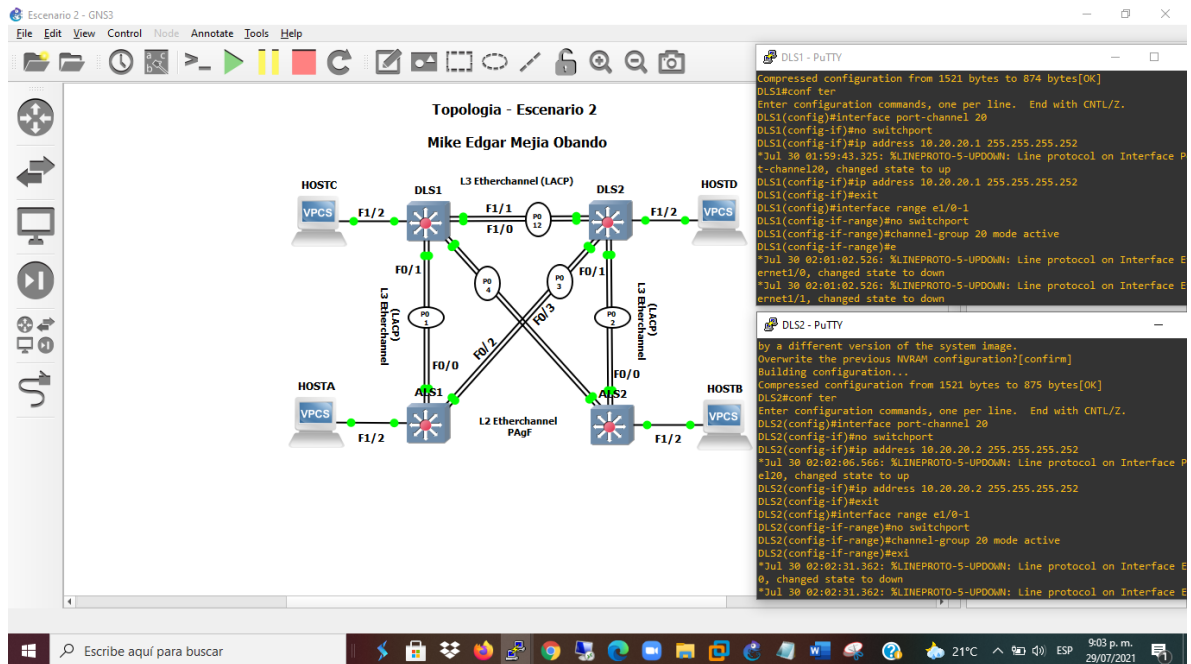 Escenario 2 - GNS3
File Edit View Control Node Annotate Tools Help
Topologia - Escenario 2
Mike Edgar Mejia Obando
HOSTC
DLS1
L3 Etherchannel (LACP)
DLS2
HOSTD
VPCS
F1/2
F1/1
F1/0
PO
12
F1/2
VPCS
F0/1
PO
4
PO
3
F0/1
L3 Etherchannel
(LACP)
PO
1
F0/3
PO
2
L3 Etherchannel
(LACP)
F0/2
F0/0
F0/0
HOSTA
ALS1
ALS2
HOSTB
VPCS
F1/2
L2 Etherchannel
PAgF
F1/2
VPCS
DLS1 - PuTTY
Compressed configuration from 1521 bytes to 874 bytes[OK]
DLS1#conf ter
Enter configuration commands, one per line.  End with CNTL/Z.
DLS1(config)#interface port-channel 20
DLS1(config-if)#no switchport
DLS1(config-if)#ip address 10.20.20.1 255.255.255.252
*Jul 30 01:59:43.325: %LINEPROTO-5-UPDOWN: Line protocol on Interface P
t-channel20, changed state to up
DLS1(config-if)#ip address 10.20.20.1 255.255.255.252
DLS1(config-if)#exit
DLS1(config)#interface range e1/0-1
DLS1(config-if-range)#no switchport
DLS1(config-if-range)#channel-group 20 mode active
DLS1(config-if-range)#e
*Jul 30 02:01:02.526: %LINEPROTO-5-UPDOWN: Line protocol on Interface E
ernet1/0, changed state to down
*Jul 30 02:01:02.526: %LINEPROTO-5-UPDOWN: Line protocol on Interface E
ernet1/1, changed state to down
DLS2 - PuTTY
by a different version of the system image.
Overwrite the previous NVRAM configuration?[confirm]
Building configuration...
Compressed configuration from 1521 bytes to 875 bytes[OK]
DLS2#conf ter
Enter configuration commands, one per line.  End with CNTL/Z.
DLS2(config)#interface port-channel 20
DLS2(config-if)#no switchport
DLS2(config-if)#ip address 10.20.20.2 255.255.255.252
*Jul 30 02:02:06.566: %LINEPROTO-5-UPDOWN: Line protocol on Interface P
el20, changed state to up
DLS2(config-if)#ip address 10.20.20.2 255.255.255.252
DLS2(config-if)#exit
DLS2(config)#interface range e1/0-1
DLS2(config-if-range)#no switchport
DLS2(config-if-range)#channel-group 20 mode active
DLS2(config-if-range)#exi
*Jul 30 02:02:31.362: %LINEPROTO-5-UPDOWN: Line protocol on Interface E
0, changed state to down
*Jul 30 02:02:31.362: %LINEPROTO-5-UPDOWN: Line protocol on Interface E
Escribe aquí para buscar
21°C
ESP
9:03 p. m.
29/07/2021